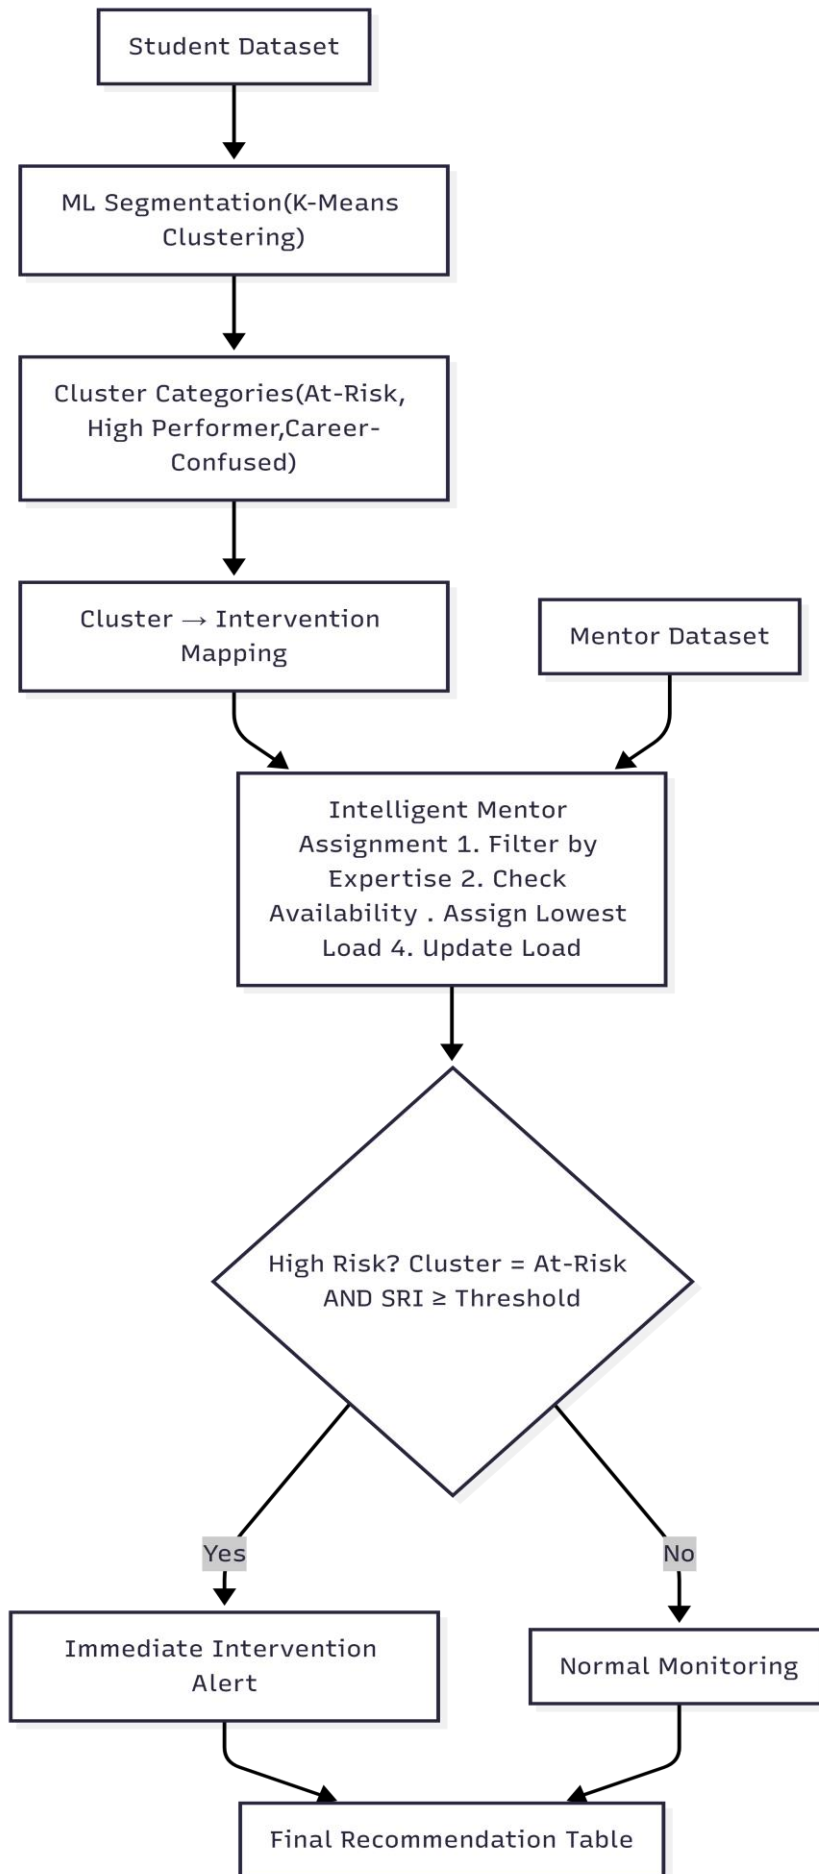 Student Dataset
ML Segmentation(K-Means
Clustering)
Cluster Categories(At-Risk,
High Performer,Career-
Confused)
Cluster → Intervention
Mapping
Mentor Dataset
Intelligent Mentor
Assignment 1. Filter by
Expertise 2. Check
Availability . Assign Lowest
Load 4. Update Load
High Risk? Cluster = At-Risk
AND SRI ≥ Threshold
Yes
No
Immediate Intervention
Alert
Normal Monitoring
Final Recommendation Table